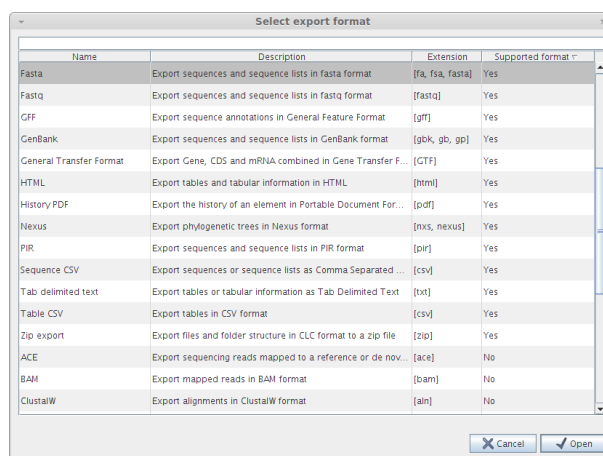 Select export format
Name Description Extension Supported format
Fasta Export sequences and sequence lists in fasta format [fa, fsa, fasta] Yes
Fastq Export sequences and sequence lists in fastq format [fastq] Yes
GFF Export sequence annotations in General Feature Format [gff] Yes
GenBank Export sequences and sequence lists in GenBank format [gbk, gb, gp] Yes
General Transfer Format Export Gene, CDS and mRNA combined in Gene Transfer F... [GTF] Yes
HTML Export tables and tabular information in HTML [html] Yes
History PDF Export the history of an element in Portable Document For... [pdf] Yes
Nexus Export phylogenetic trees in Nexus format [nxs, nexus] Yes
PIR Export sequences and sequence lists in PIR format [pir] Yes
Sequence CSV Export sequences or sequence lists as Comma Separated ... [csv] Yes
Tab delimited text Export tables or tabular information as Tab Delimited Text [txt] Yes
Table CSV Export tables in CSV format [csv] Yes
Zip export Export files and folder structure in CLC format to a zip file [zip] Yes
ACE Export sequencing reads mapped to a reference or de nov... [ace] No
BAM Export mapped reads in BAM format [bam] No
ClustalW Export alignments in ClustalW format [aln] No
Cancel Open